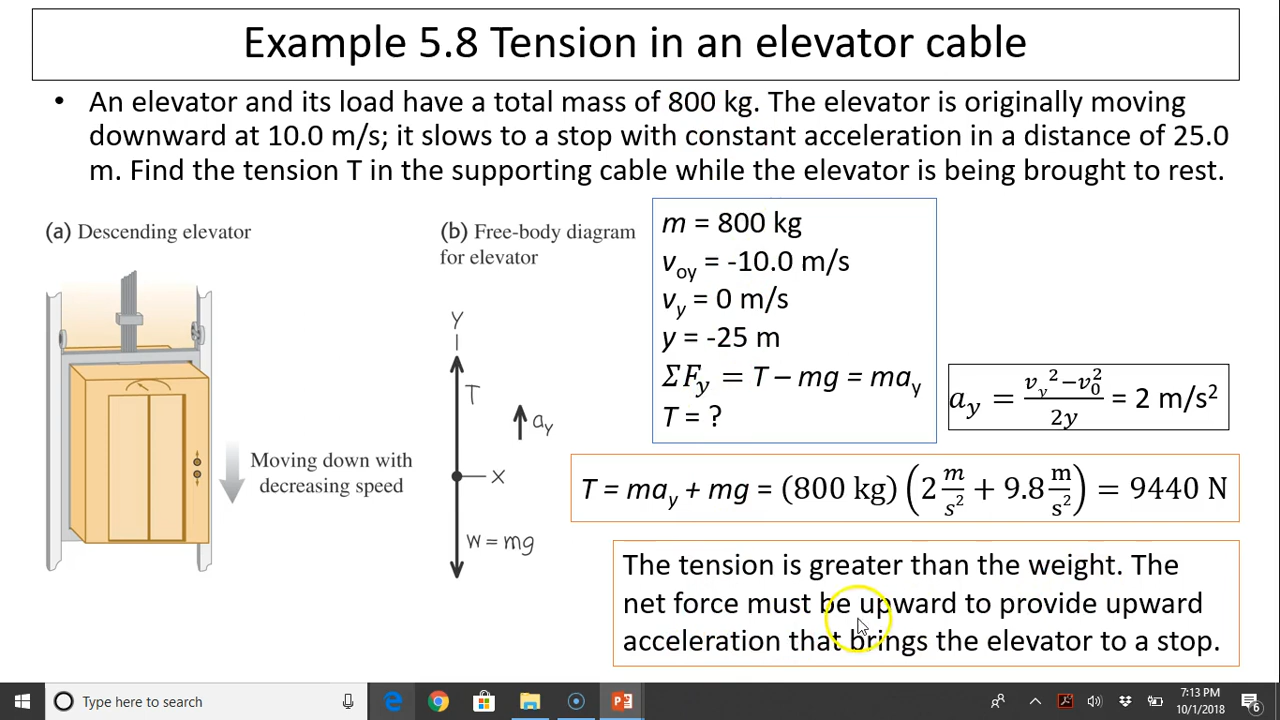 Example 5.8 Tension in an elevator cable
• An elevator and its load have a total mass of 800 kg. The elevator is originally moving
downward at 10.0 m/s; it slows to a stop with constant acceleration in a distance of 25.0
m. Find the tension T in the supporting cable while the elevator is being brought to rest.
(a) Descending elevator
Moving down with
decreasing speed
(b) Free-body diagram
for elevator
Y
T
a_y
X
W = mg
m = 800 kg
v_oy = -10.0 m/s
v_y = 0 m/s
y = -25 m
ΣF_y = T – mg = ma_y
T = ?
a_y = (v_y² − v_0²)/2y = 2 m/s²
T = ma_y + mg = (800 kg) (2 m/s² + 9.8 m/s²) = 9440 N
The tension is greater than the weight. The
net force must be upward to provide upward
acceleration that brings the elevator to a stop.
Type here to search
7:13 PM
10/1/2018
6